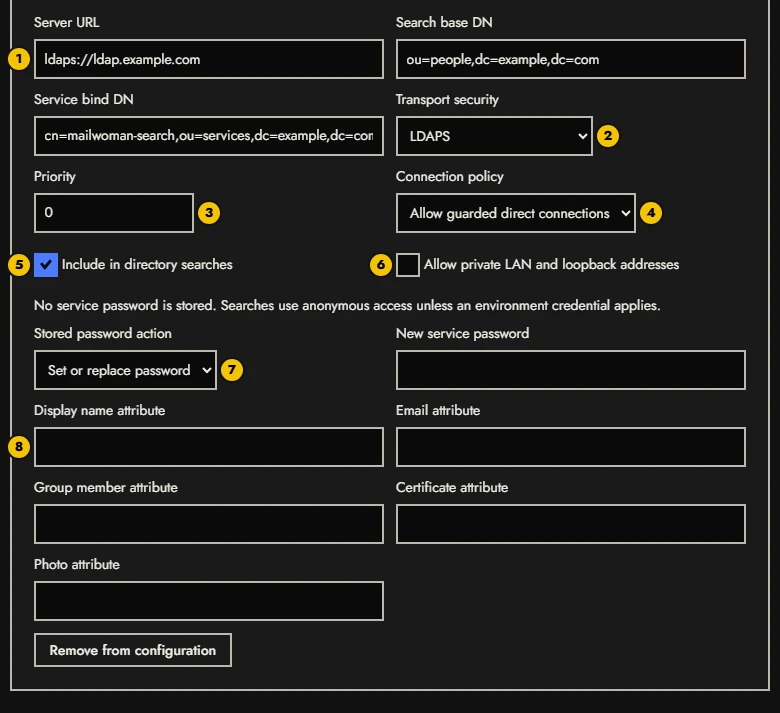 Server URL
Search base DN
1
ldaps://ldap.example.com
ou=people,dc=example,dc=com
Service bind DN
Transport security
cn=mailwoman-search,ou=services,dc=example,dc=con
LDAPS
2
Priority
Connection policy
0
3
Allow guarded direct connections
4
5
Include in directory searches
6
Allow private LAN and loopback addresses
No service password is stored. Searches use anonymous access unless an environment credential applies.
Stored password action
New service password
Set or replace password
7
Display name attribute
Email attribute
8
Group member attribute
Certificate attribute
Photo attribute
Remove from configuration